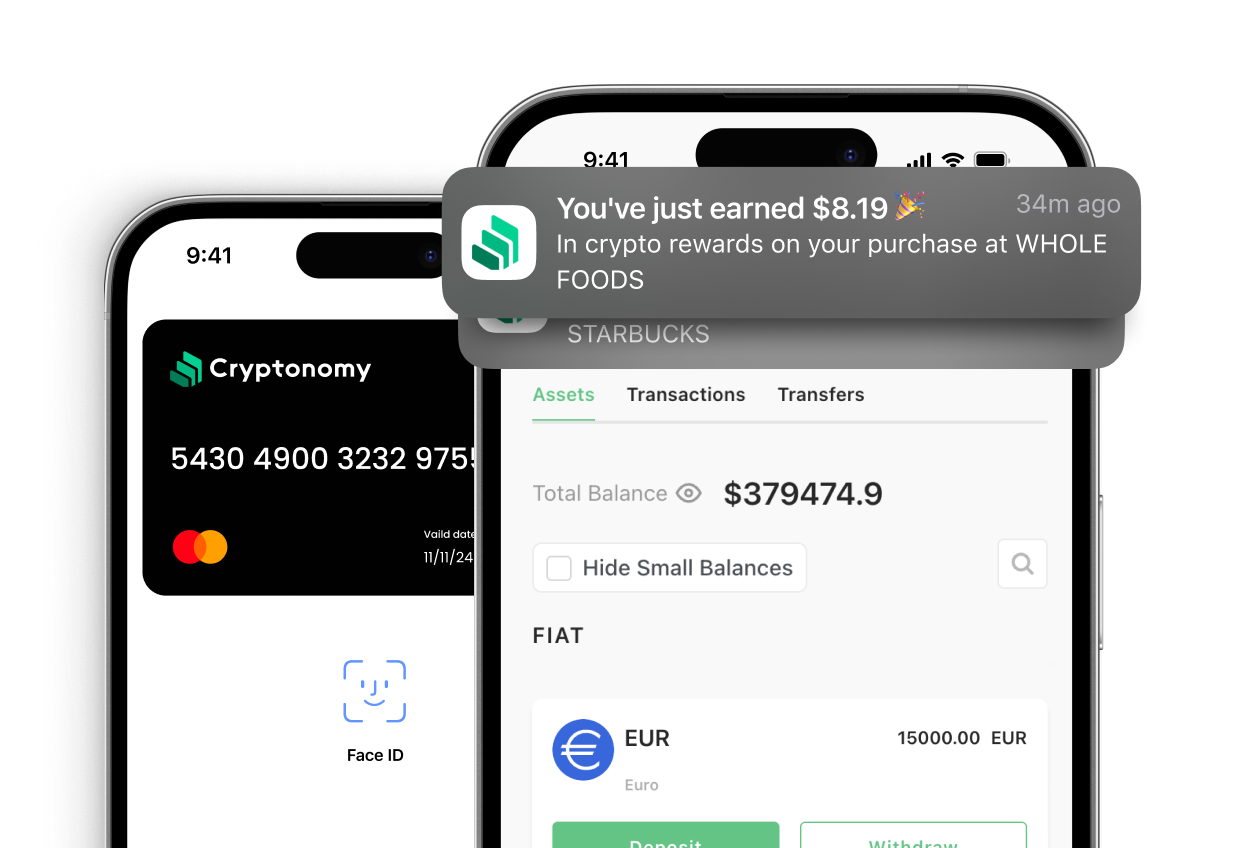 9:41
Cryptonomy
5430 4900 3232 975
Vaild date
11/11/24
Face ID
9:41
You've just earned $8.19 🎉
34m ago
In crypto rewards on your purchase at WHOLE
FOODS
STARBUCKS
Assets
Transactions
Transfers
Total Balance
$379474.9
Hide Small Balances
FIAT
EUR
15000.00 EUR
Euro
Deposit
Withdraw